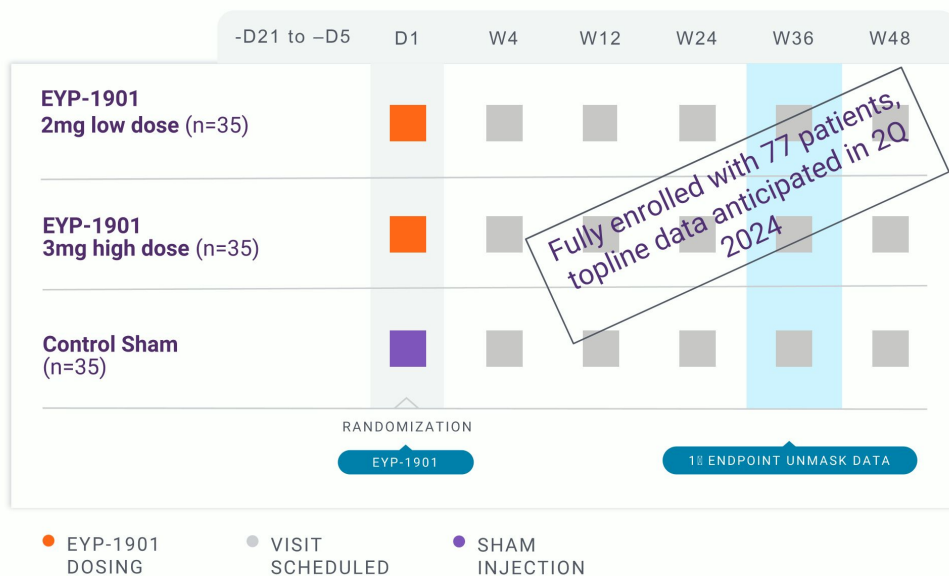 -D21 to –D5 D1 W4 W12 W24 W36 W48
EYP-1901
2mg low dose (n=35)
EYP-1901
3mg high dose (n=35)
Control Sham
(n=35)
Fully enrolled with 77 patients,
topline data anticipated in 2Q
2024
RANDOMIZATION
EYP-1901
1 ENDPOINT UNMASK DATA
EYP-1901
DOSING
VISIT
SCHEDULED
SHAM
INJECTION